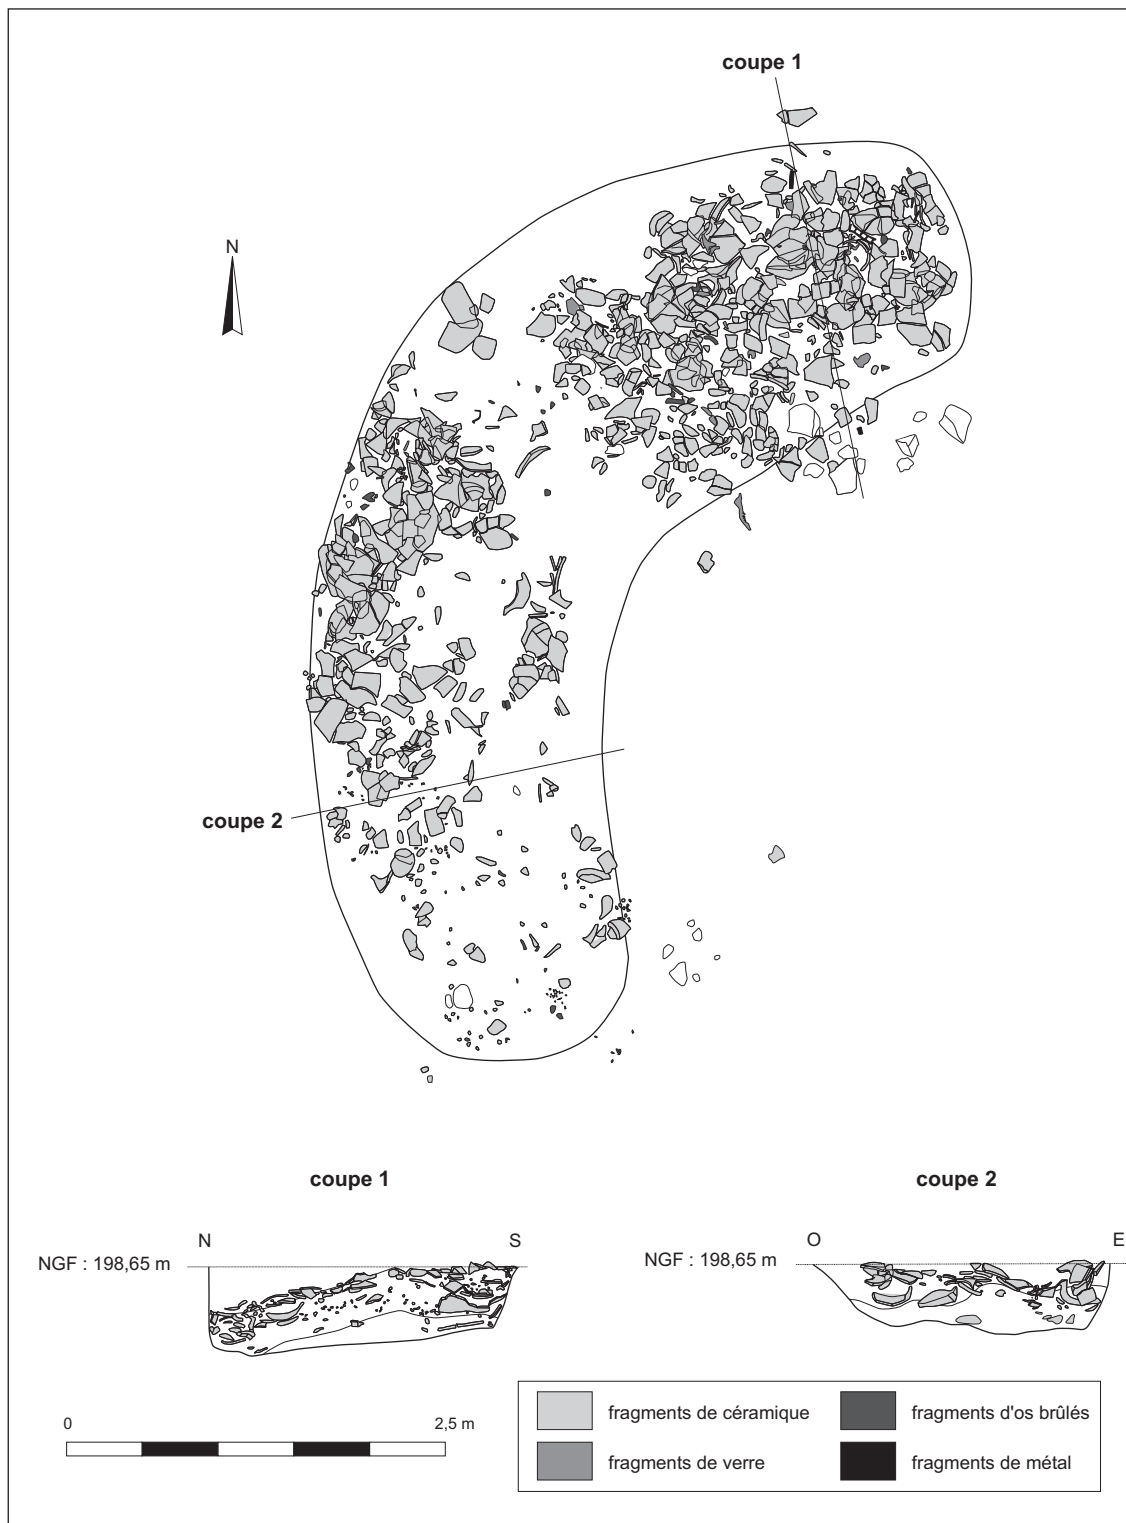 coupe 1
N
coupe 2
coupe 1
coupe 2
N
S
NGF : 198,65 m
O
E
NGF : 198,65 m
0
2,5 m
fragments de céramique
fragments d'os brûlés
fragments de verre
fragments de métal